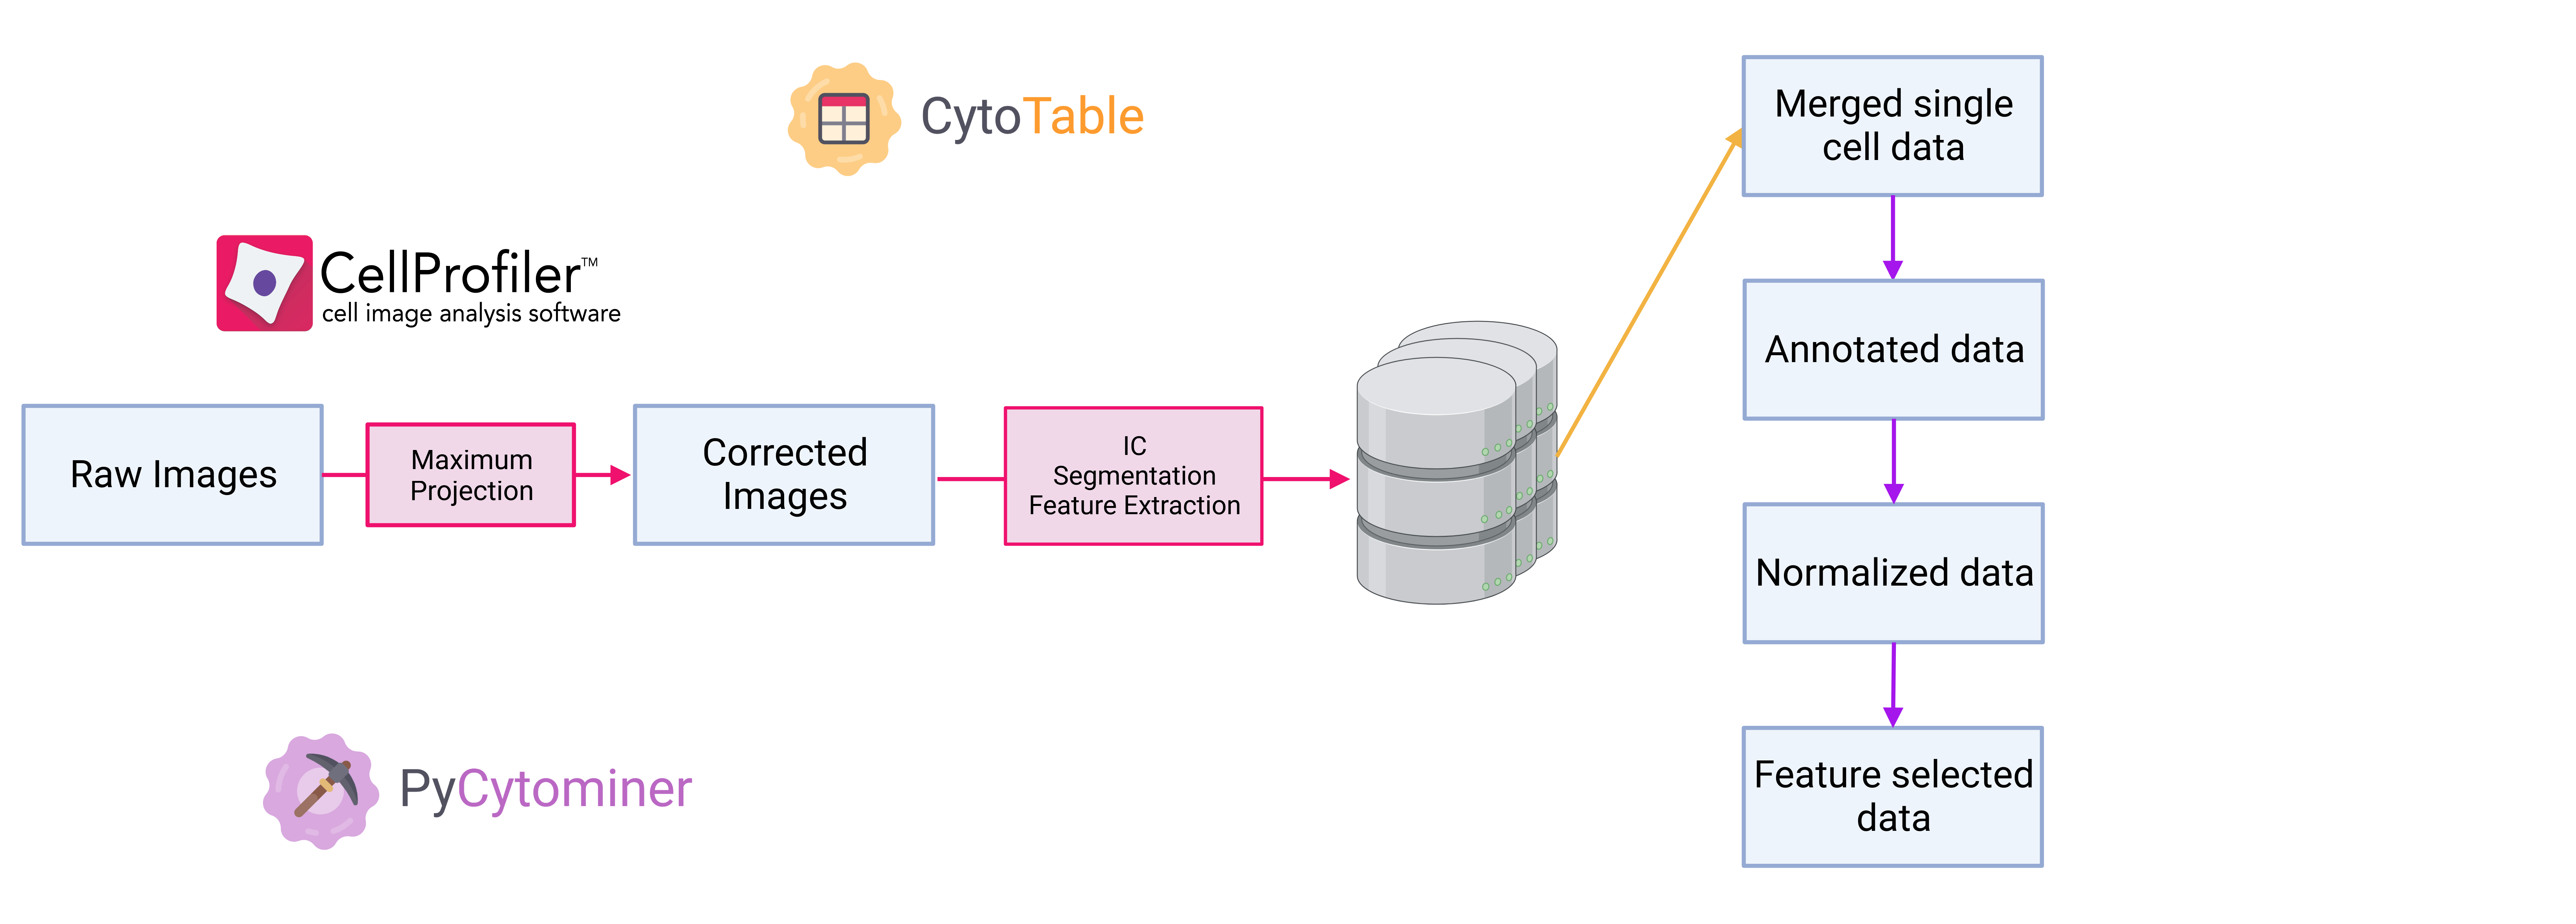 CytoTable
CellProfiler™
cell image analysis software
Raw Images
Maximum
Projection
Corrected
Images
IC
Segmentation
Feature Extraction
PyCytominer
Merged single
cell data
Annotated data
Normalized data
Feature selected
data